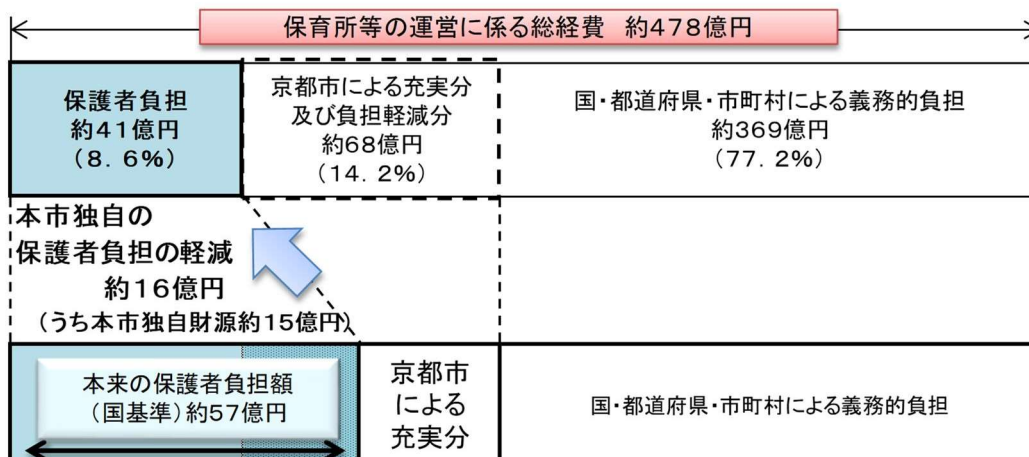 保育所等の運営に係る総経費 約478億円
保護者負担
約41億円
(8.6%)
京都市による充実分
及び負担軽減分
約68億円
(14.2%)
国・都道府県・市町村による義務的負担
約369億円
(77.2%)
本市独自の
保護者負担の軽減
約16億円
(うち本市独自財源約15億円)
本来の保護者負担額
(国基準)約57億円
京都市
による
充実分
国・都道府県・市町村による義務的負担